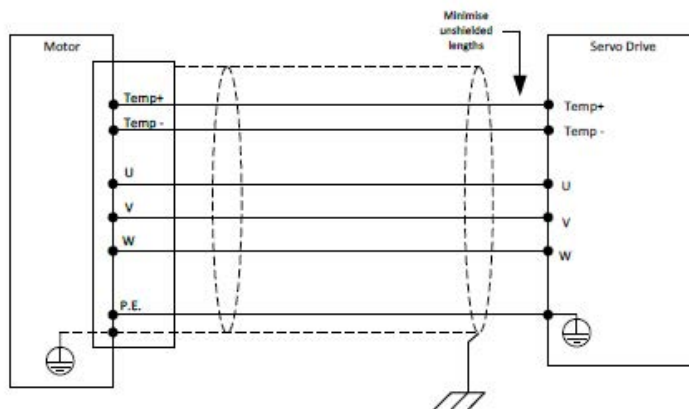 Minimise
unshielded
lengths
Motor
Servo Drive
Temp+
Temp+
Temp -
Temp -
U
U
V
V
W
W
P.E.